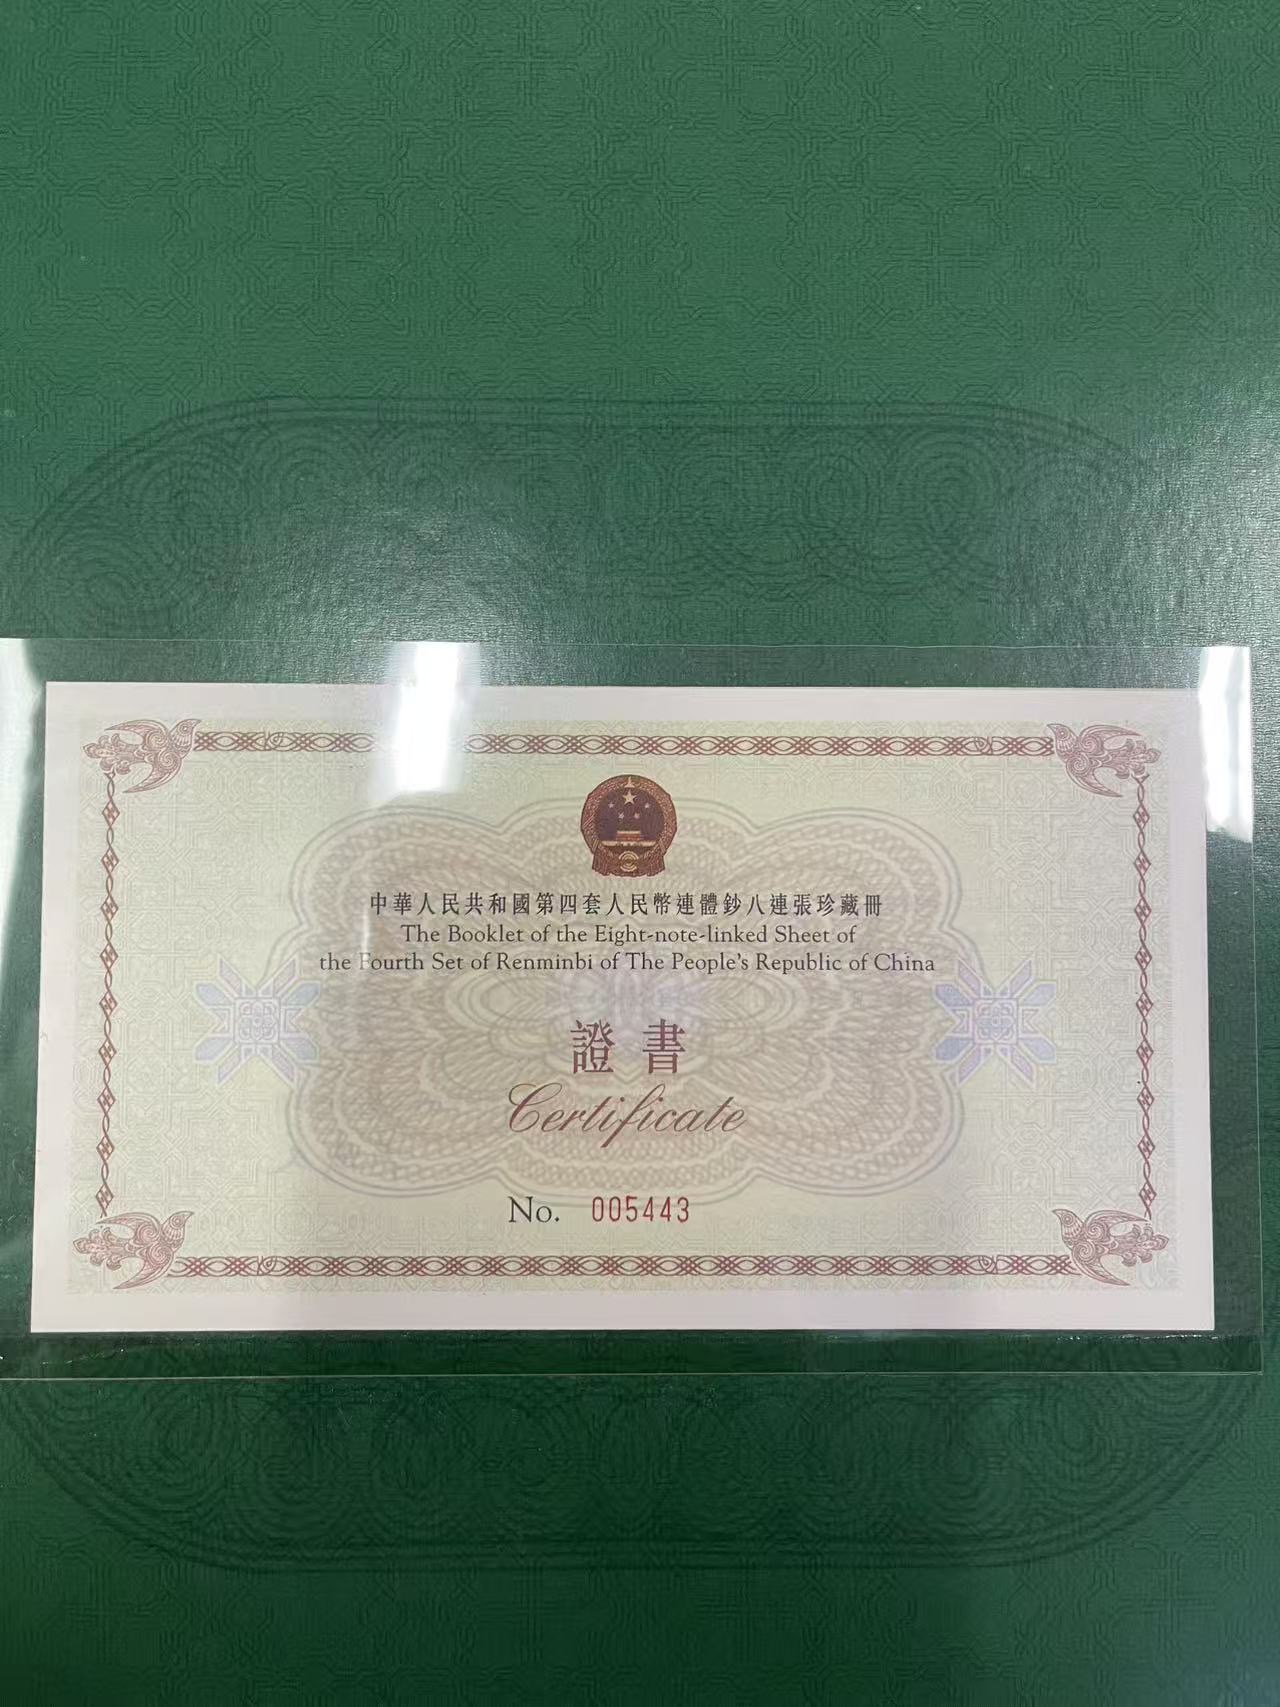 中華人民共和國第四套人民幣連體鈔八連張珍藏冊
The Booklet of the Eight-note-linked Sheet of
the Fourth Set of Renminbi of The People's Republic of China
證書
Certificate
No. 005443